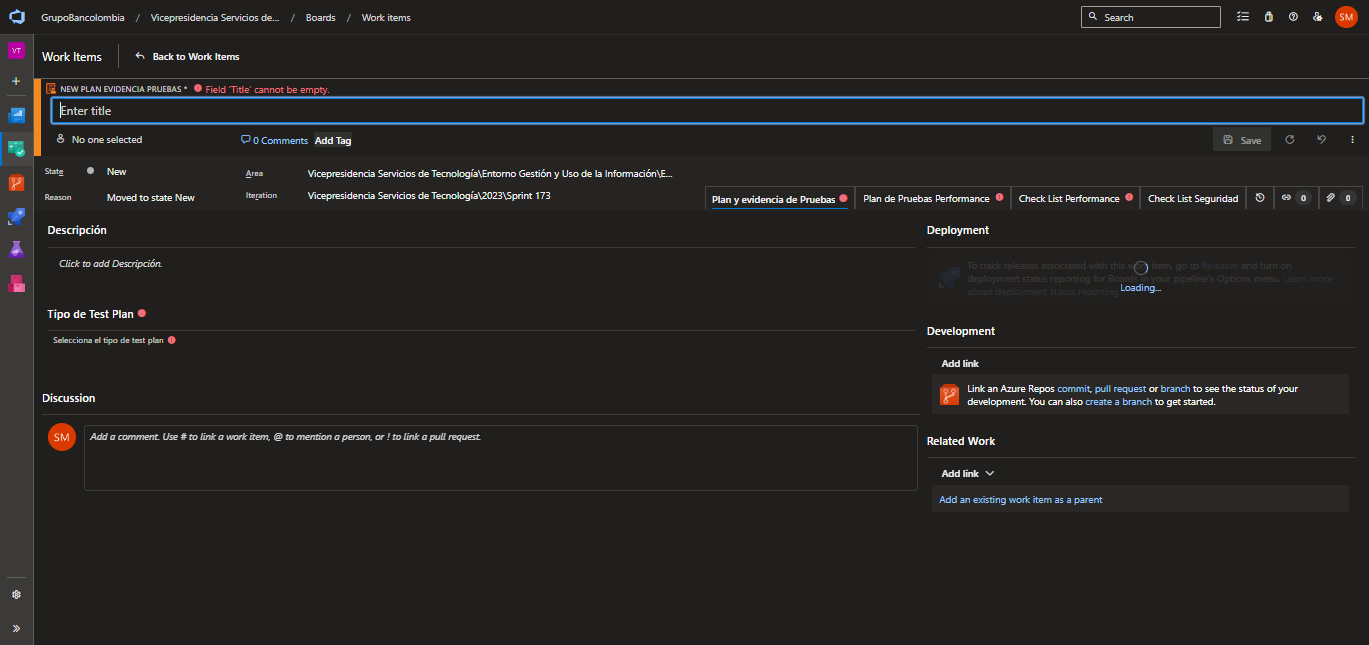 GrupoBancolombia / Vicepresidencia Servicios de... / Boards / Work items
Search
SM
VT
Work Items
Back to Work Items
NEW PLAN EVIDENCIA PRUEBAS * Field 'Title' cannot be empty.
Enter title
No one selected
0 Comments
Add Tag
Save
State
New
Area
Vicepresidencia Servicios de Tecnología\Entorno Gestión y Uso de la Información\E...
Reason
Moved to state New
Iteration
Vicepresidencia Servicios de Tecnología\2023\Sprint 173
Plan y evidencia de Pruebas
Plan de Pruebas Performance
Check List Performance
Check List Seguridad
0
0
Descripción
Click to add Descripción.
Tipo de Test Plan
Selecciona el tipo de test plan
Discussion
SM
Add a comment. Use # to link a work item, @ to mention a person, or ! to link a pull request.
Deployment
To track releases associated with this work item, go to Releases and turn on
deployment status reporting for Boards in your pipeline's Options menu. Learn more
about deployment status reporting
Loading...
Development
Add link
Link an Azure Repos commit, pull request or branch to see the status of your
development. You can also create a branch to get started.
Related Work
Add link
Add an existing work item as a parent